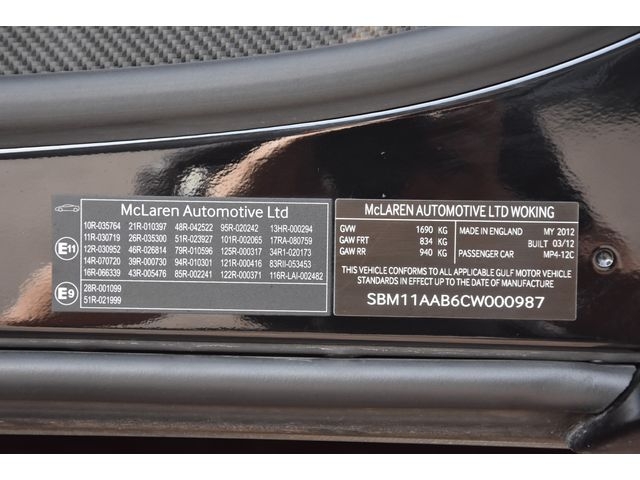 McLaren Automotive Ltd
E11
10R-035764 21R-010397 48R-042522 95R-020242 13HR-000294
11R-030719 26R-035300 51R-023927 101R-002065 17RA-080759
12R-030952 46R-026814 79R-010596 117R-000257 34R1-020173
14R-070720 39R-000730 94R-010301 121R-000416 83RII-053453
16R-066339 43R-005476 85R-002241 122R-000371 116R-LAI-002482
E9
28R-001099
51R-021999
McLAREN AUTOMOTIVE LTD WOKING
GVW 1690 KG MADE IN ENGLAND MY 2012
GAW FRT 834 KG BUILT 03/12
GAW RR 940 KG PASSENGER CAR MP4-12C
THIS VEHICLE CONFORMS TO ALL APPLICABLE GULF MOTOR VEHICLE
STANDARDS IN EFFECT UP TO THE DATE OF MANUFACTURE
SBM11AAB6CW000987